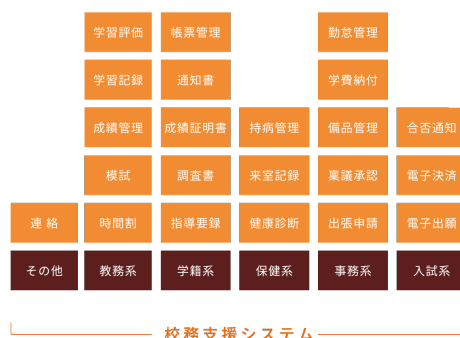 学習評価 帳票管理 勤怠管理
学習記録 通知書 学費納付
成績管理 成績証明書 持病管理 備品管理 合否通知
模試 調査書 来室記録 稟議承認 電子決済
連絡 時間割 指導要録 健康診断 出張申請 電子出願
その他 教務系 学籍系 保健系 事務系 入試系
校務支援システム